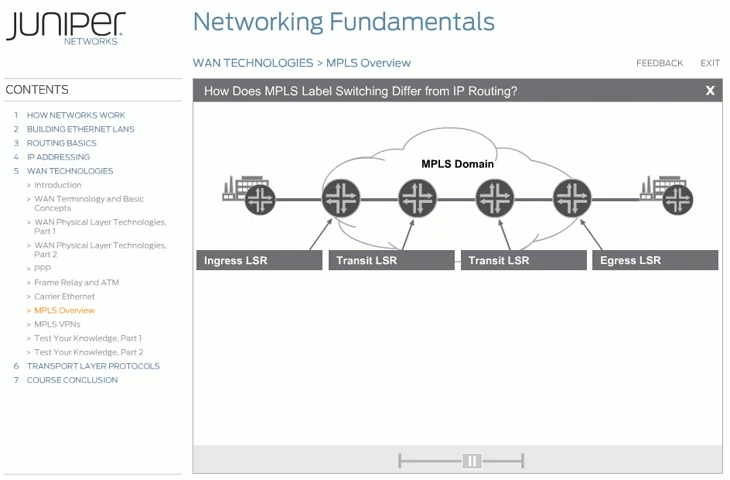 JUNIPER
NETWORKS
Networking Fundamentals
WAN TECHNOLOGIES > MPLS Overview
FEEDBACK EXIT
CONTENTS
1 HOW NETWORKS WORK
2 BUILDING ETHERNET LANS
3 ROUTING BASICS
4 IP ADDRESSING
5 WAN TECHNOLOGIES
> Introduction
> WAN Terminology and Basic
Concepts
> WAN Physical Layer Technologies,
Part 1
> WAN Physical Layer Technologies,
Part 2
> PPP
> Frame Relay and ATM
> Carrier Ethernet
> MPLS Overview
> MPLS VPNs
> Test Your Knowledge, Part 1
> Test Your Knowledge, Part 2
6 TRANSPORT LAYER PROTOCOLS
7 COURSE CONCLUSION
How Does MPLS Label Switching Differ from IP Routing? X
MPLS Domain
Ingress LSR
Transit LSR
Transit LSR
Egress LSR